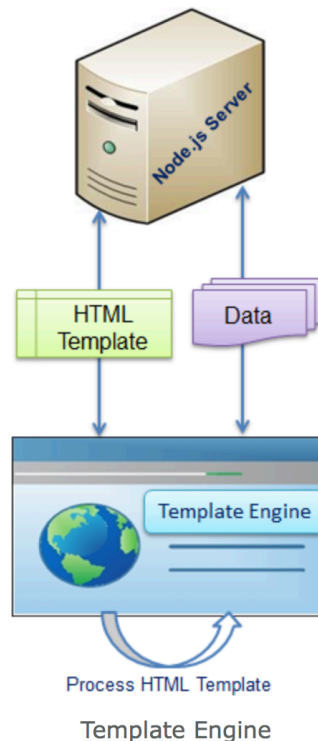 Node.js Server
HTML
Template
Data
Template Engine
Process HTML Template
Template Engine